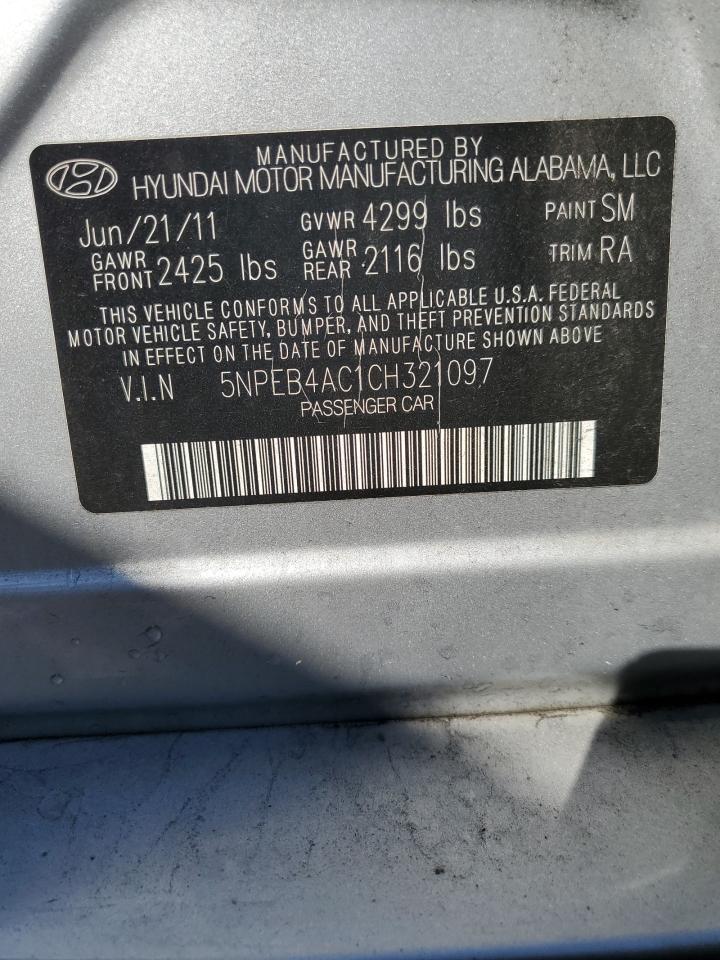 MANUFACTURED BY
HYUNDAI MOTOR MANUFACTURING ALABAMA, LLC
Jun/21/11 GVWR 4299 lbs PAINT SM
GAWR FRONT 2425 lbs GAWR REAR 2116 lbs TRIM RA
THIS VEHICLE CONFORMS TO ALL APPLICABLE U.S.A. FEDERAL
MOTOR VEHICLE SAFETY, BUMPER, AND THEFT PREVENTION STANDARDS
IN EFFECT ON THE DATE OF MANUFACTURE SHOWN ABOVE
V.I.N 5NPEB4AC1CH321097
PASSENGER CAR